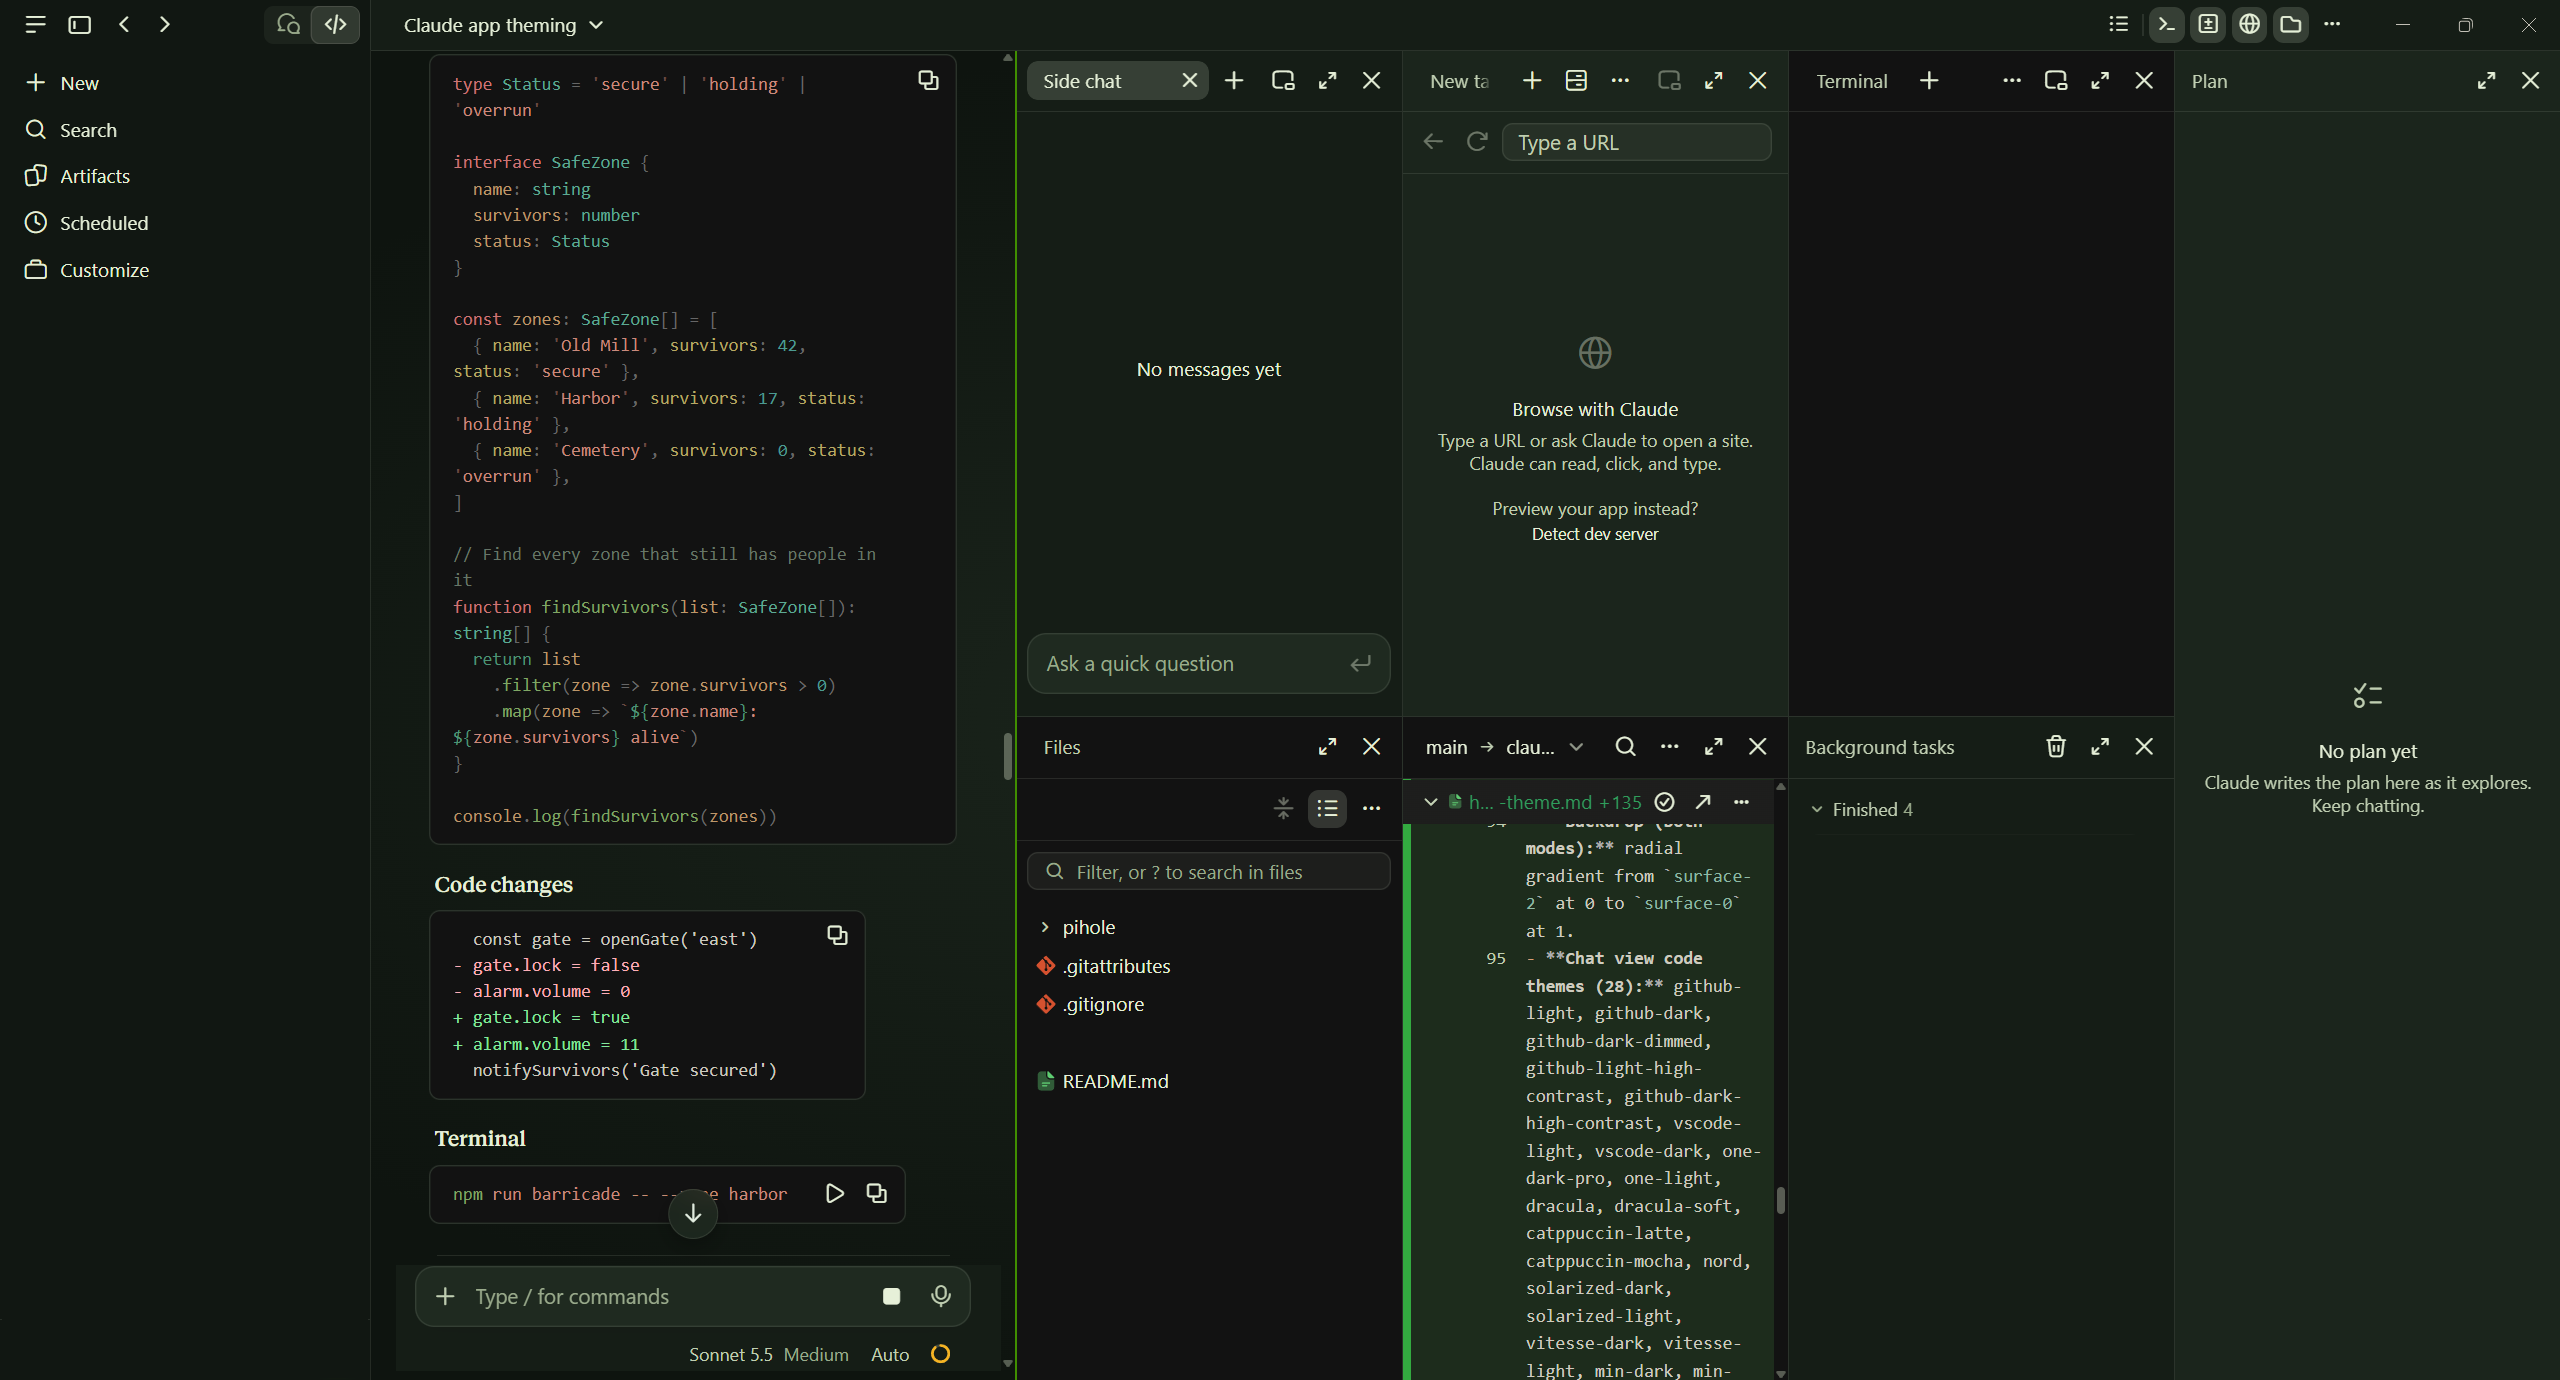 Claude app theming
New
Search
Artifacts
Scheduled
Customize
type Status = 'secure' | 'holding' |
'overrun'
interface SafeZone {
name: string
survivors: number
status: Status
}
const zones: SafeZone[] = [
{ name: 'Old Mill', survivors: 42,
status: 'secure' },
{ name: 'Harbor', survivors: 17, status:
'holding' },
{ name: 'Cemetery', survivors: 0, status:
'overrun' },
]
// Find every zone that still has people in
it
function findSurvivors(list: SafeZone[]):
string[] {
return list
.filter(zone => zone.survivors > 0)
.map(zone => `${zone.name}:
${zone.survivors} alive`)
}
console.log(findSurvivors(zones))
Code changes
const gate = openGate('east')
- gate.lock = false
- alarm.volume = 0
+ gate.lock = true
+ alarm.volume = 11
notifySurvivors('Gate secured')
Terminal
npm run barricade -- harbor
Type / for commands
Sonnet 5.5 Medium Auto
Side chat
No messages yet
Ask a quick question
New ta
Type a URL
Browse with Claude
Type a URL or ask Claude to open a site.
Claude can read, click, and type.
Preview your app instead?
Detect dev server
Terminal
Plan
No plan yet
Claude writes the plan here as it explores.
Keep chatting.
Files
Filter, or ? to search in files
pihole
.gitattributes
.gitignore
README.md
main → clau...
h... -theme.md +135
modes):** radial
gradient from `surface-
2` at 0 to `surface-0`
at 1.
95 - **Chat view code
themes (28):** github-
light, github-dark,
github-dark-dimmed,
github-light-high-
contrast, github-dark-
high-contrast, vscode-
light, vscode-dark, one-
dark-pro, one-light,
dracula, dracula-soft,
catppuccin-latte,
catppuccin-mocha, nord,
solarized-dark,
solarized-light,
vitesse-dark, vitesse-
light, min-dark, min-
Background tasks
Finished 4